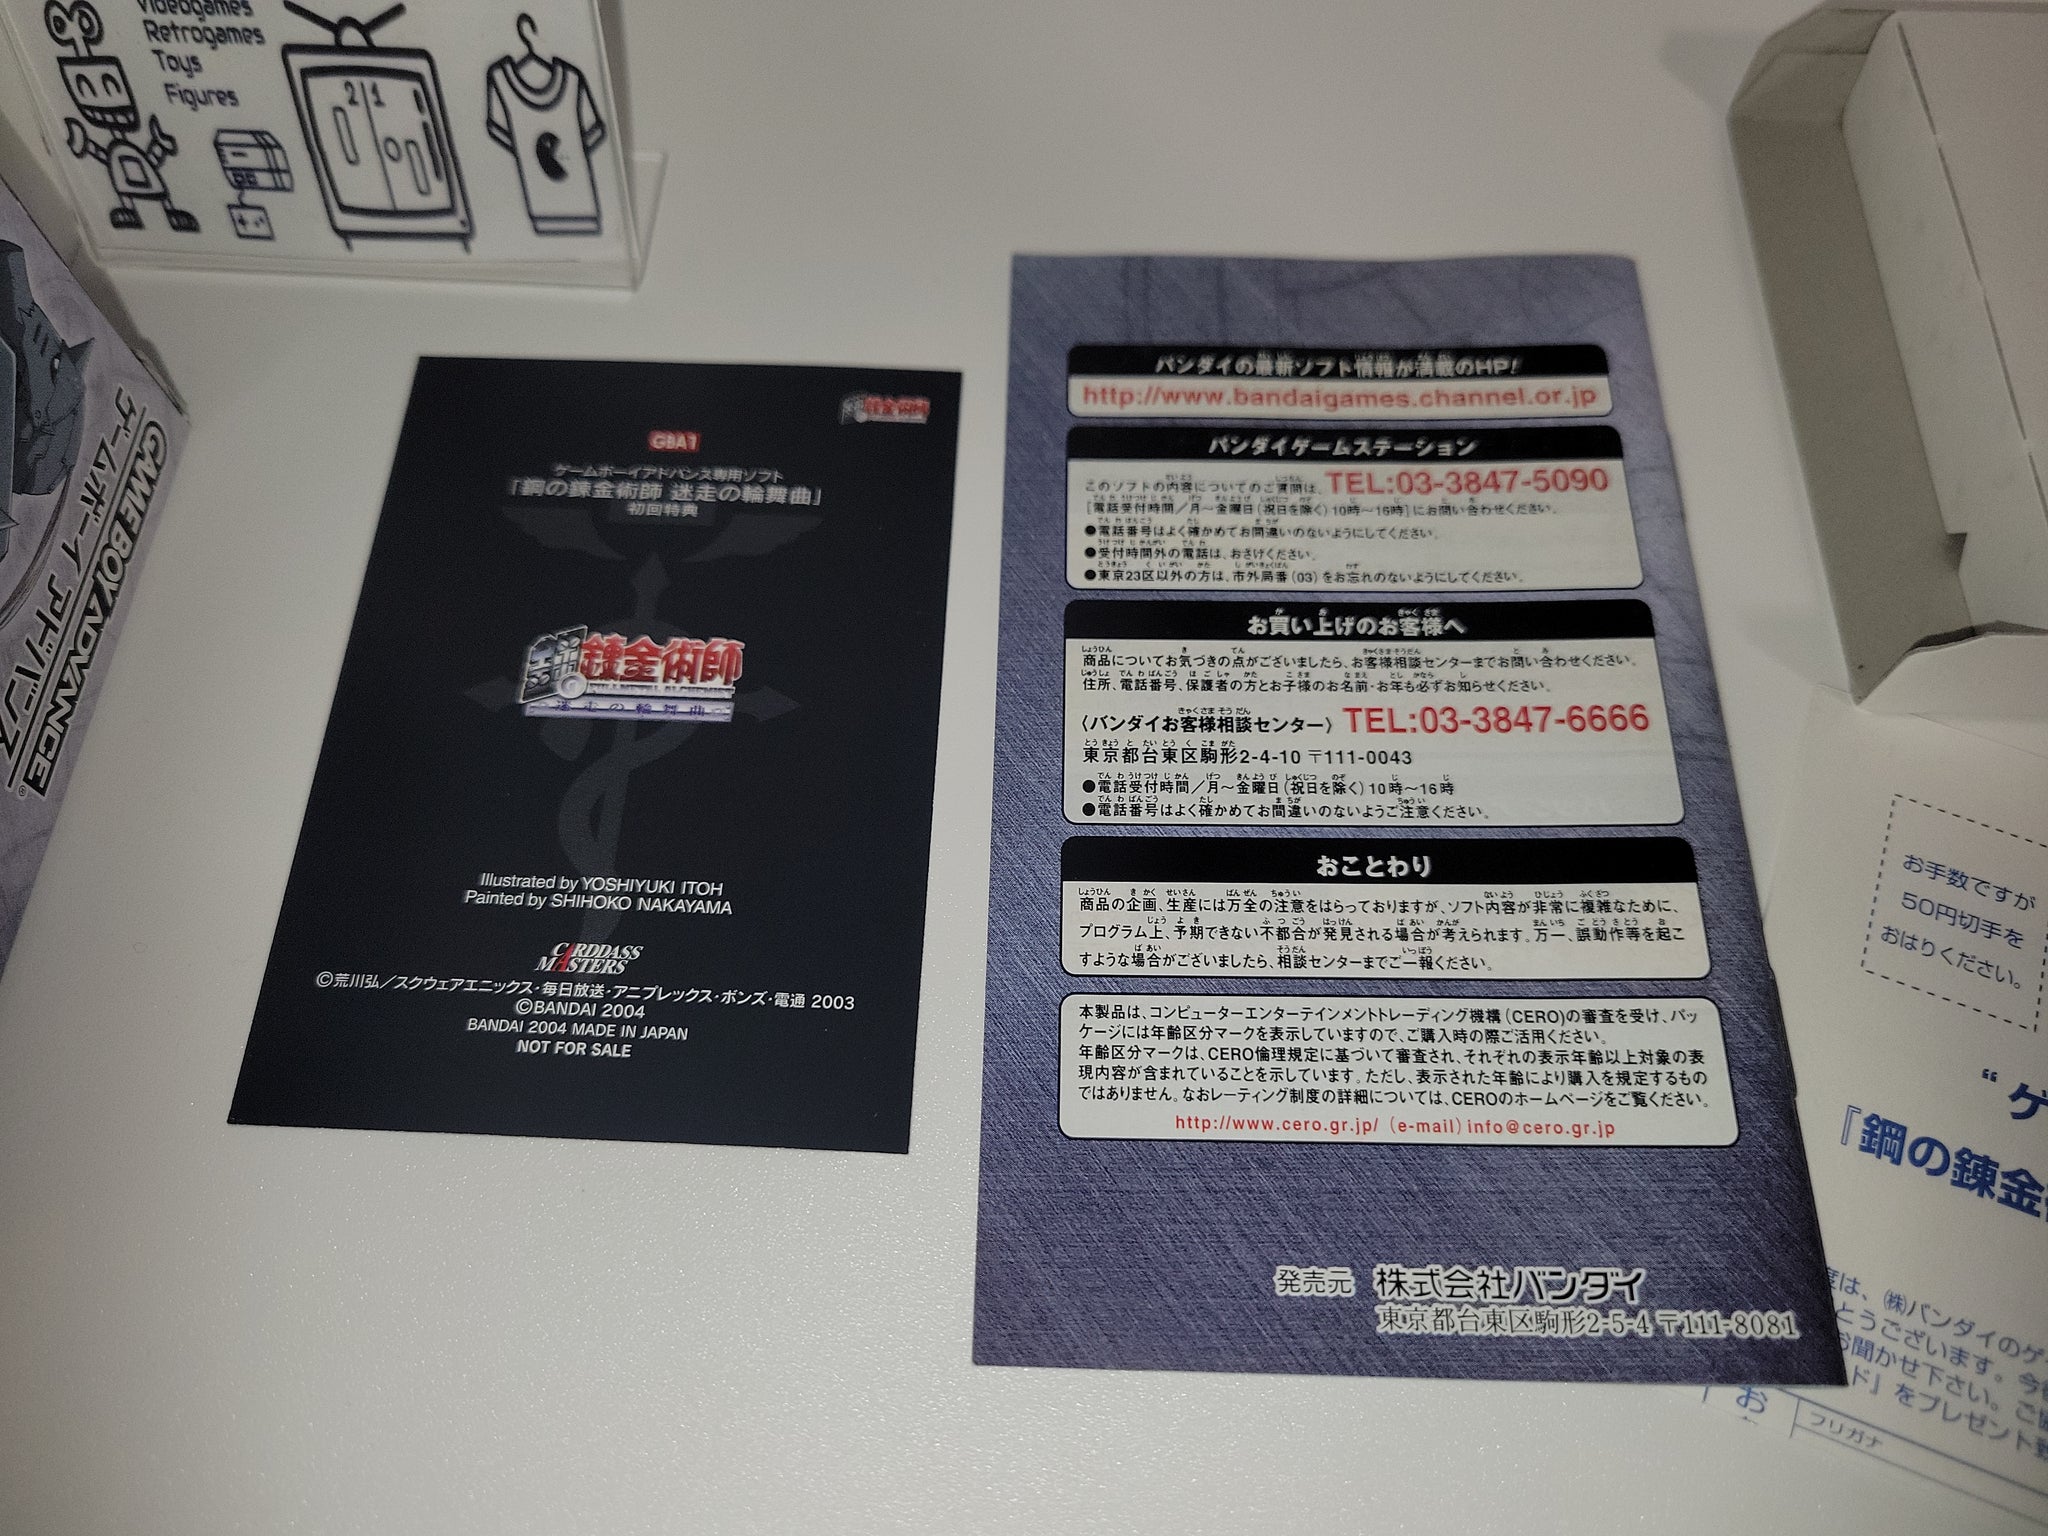 Videogames
Retrogames
Toys
Figures
2 1
GAMEBOY ADVANCE
ゲームボーイ アドバンス
錬金術師
GBA1
ゲームボーイアドバンス専用ソフト
「鋼の錬金術師 迷走の輪舞曲」
初回特典
鋼の錬金術師
FULLMETAL ALCHEMIST
迷走の輪舞曲
Illustrated by YOSHIYUKI ITOH
Painted by SHIHOKO NAKAYAMA
CARDDASS
MASTERS
©荒川弘／スクウェアエニックス・毎日放送・アニプレックス・ボンズ・電通 2003
©BANDAI 2004
BANDAI 2004 MADE IN JAPAN
NOT FOR SALE
バンダイの最新ソフト情報が満載のHP!
http://www.bandaigames.channel.or.jp
バンダイゲームステーション
このソフトの内容についてのご質問は、TEL:03-3847-5090
[電話受付時間／月～金曜日(祝日を除く)10時～16時]にお問い合わせください。
●電話番号はよく確かめてお間違いのないようにしてください。
●受付時間外の電話は、おさけください。
●東京23区以外の方は、市外局番(03)をお忘れのないようにしてください。
お買い上げのお客様へ
商品についてお気づきの点がございましたら、お客様相談センターまでお問い合わせください。
住所、電話番号、保護者の方とお子様のお名前・お年も必ずお知らせください。
〈バンダイお客様相談センター〉 TEL:03-3847-6666
東京都台東区駒形2-4-10 〒111-0043
●電話受付時間／月～金曜日(祝日を除く)10時～16時
●電話番号はよく確かめてお間違いのないようご注意ください。
おことわり
商品の企画、生産には万全の注意をはらっておりますが、ソフト内容が非常に複雑なために、
プログラム上、予期できない不都合が発見される場合が考えられます。万一、誤動作等を起こ
すような場合がございましたら、相談センターまでご一報ください。
本製品は、コンピューターエンターテインメントレーティング機構(CERO)の審査を受け、パッ
ケージには年齢区分マークを表示していますので、ご購入時の際ご活用ください。
年齢区分マークは、CERO倫理規定に基づいて審査され、それぞれの表示年齢以上対象の表
現内容が含まれていることを示しています。ただし、表示された年齢により購入を規定するもの
ではありません。なおレーティング制度の詳細については、CEROのホームページをご覧ください。
http://www.cero.gr.jp/ (e-mail)info@cero.gr.jp
発売元 株式会社バンダイ
東京都台東区駒形2-5-4 〒111-8081
お手数ですが
50円切手を
おはりください。
“ゲ
『鋼の錬金
度は、(株)バンダイのゲ
とうございます。今
お聞かせ下さい。ご
ド」をプレゼント
お
フリガナ